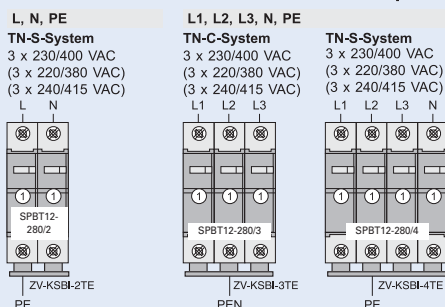 L, N, PE
TN-S-System
3 x 230/400 VAC
(3 x 220/380 VAC)
(3 x 240/415 VAC)
L N
1 1
SPBT12-
280/2
ZV-KSBI-2TE
PE
L1, L2, L3, N, PE
TN-C-System
3 x 230/400 VAC
(3 x 220/380 VAC)
(3 x 240/415 VAC)
L1 L2 L3
1 1 1
SPBT12-280/3
ZV-KSBI-3TE
PEN
TN-S-System
3 x 230/400 VAC
(3 x 220/380 VAC)
(3 x 240/415 VAC)
L1 L2 L3 N
1 1 1 1
SPBT12-280/4
ZV-KSBI-4TE
PE